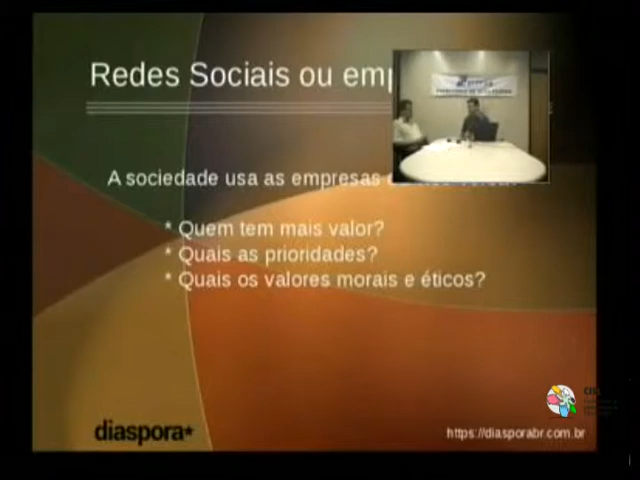 Redes Sociais ou
A sociedade usa as empresas
* Quem tem mais valor?
* Quais as prioridades?
* Quais os valores morais e éticos?
diaspora*
https://diasporabr.com.br